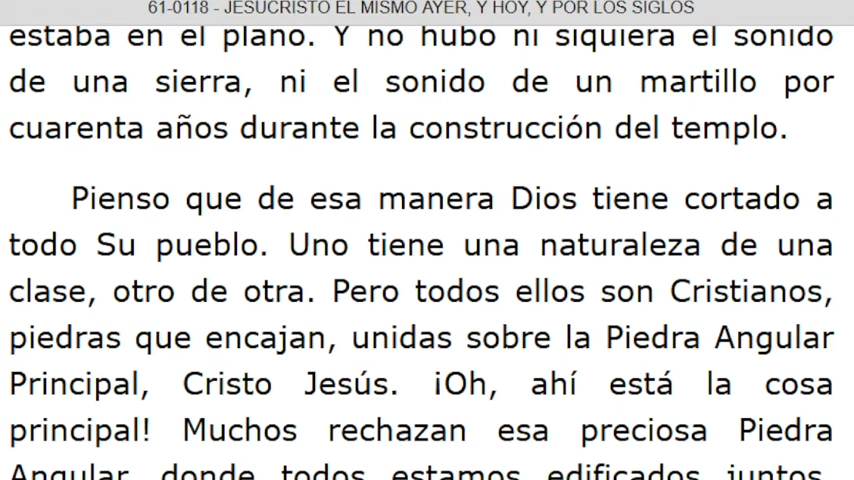 61-0118 - JESUCRISTO EL MISMO AYER, Y HOY, Y POR LOS SIGLOS
estaba en el plano. Y no hubo ni siquiera el sonido
de una sierra, ni el sonido de un martillo por
cuarenta años durante la construcción del templo.
Pienso que de esa manera Dios tiene cortado a
todo Su pueblo. Uno tiene una naturaleza de una
clase, otro de otra. Pero todos ellos son Cristianos,
piedras que encajan, unidas sobre la Piedra Angular
Principal, Cristo Jesús. ¡Oh, ahí está la cosa
principal! Muchos rechazan esa preciosa Piedra
Angular, donde todos estamos edificados juntos.